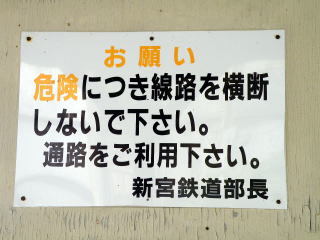 お願い
危険につき線路を横断
しないで下さい。
通路をご利用下さい。
新宮鉄道部長